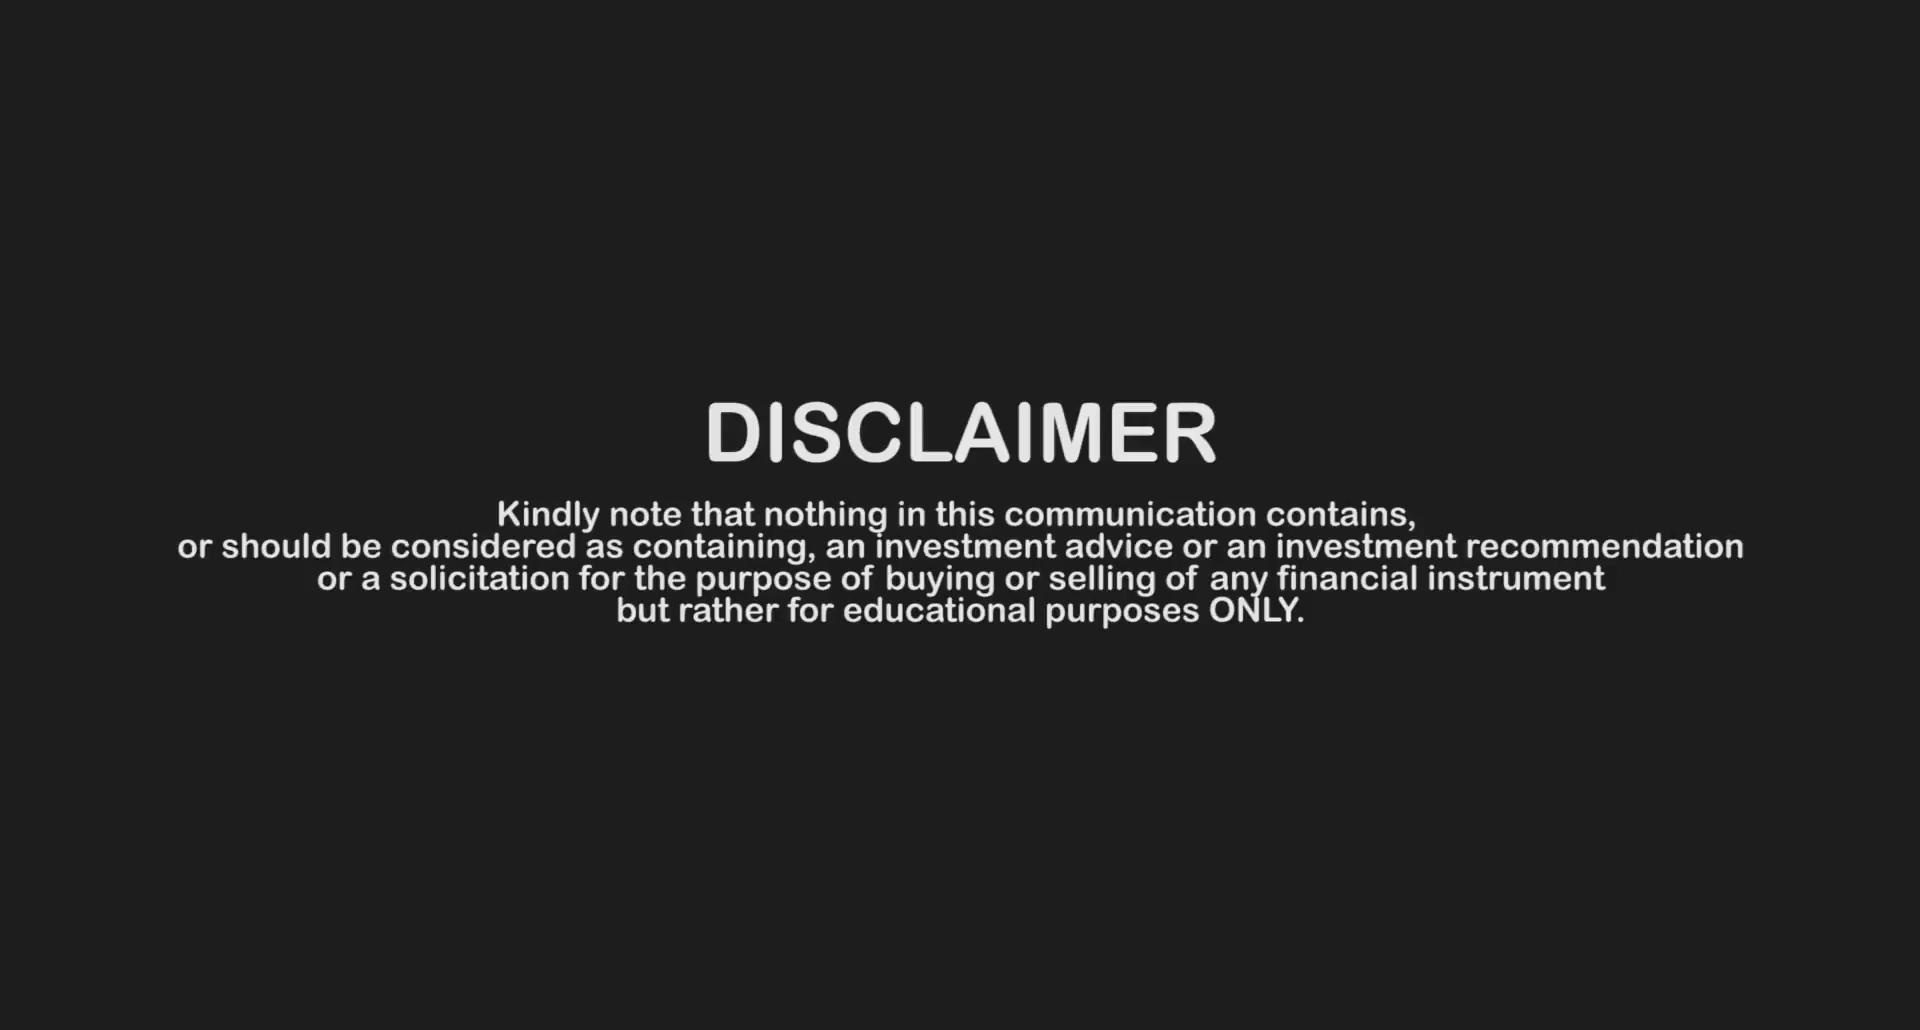 DISCLAIMER
Kindly note that nothing in this communication contains,
or should be considered as containing, an investment advice or an investment recommendation
or a solicitation for the purpose of buying or selling of any financial instrument
but rather for educational purposes ONLY.